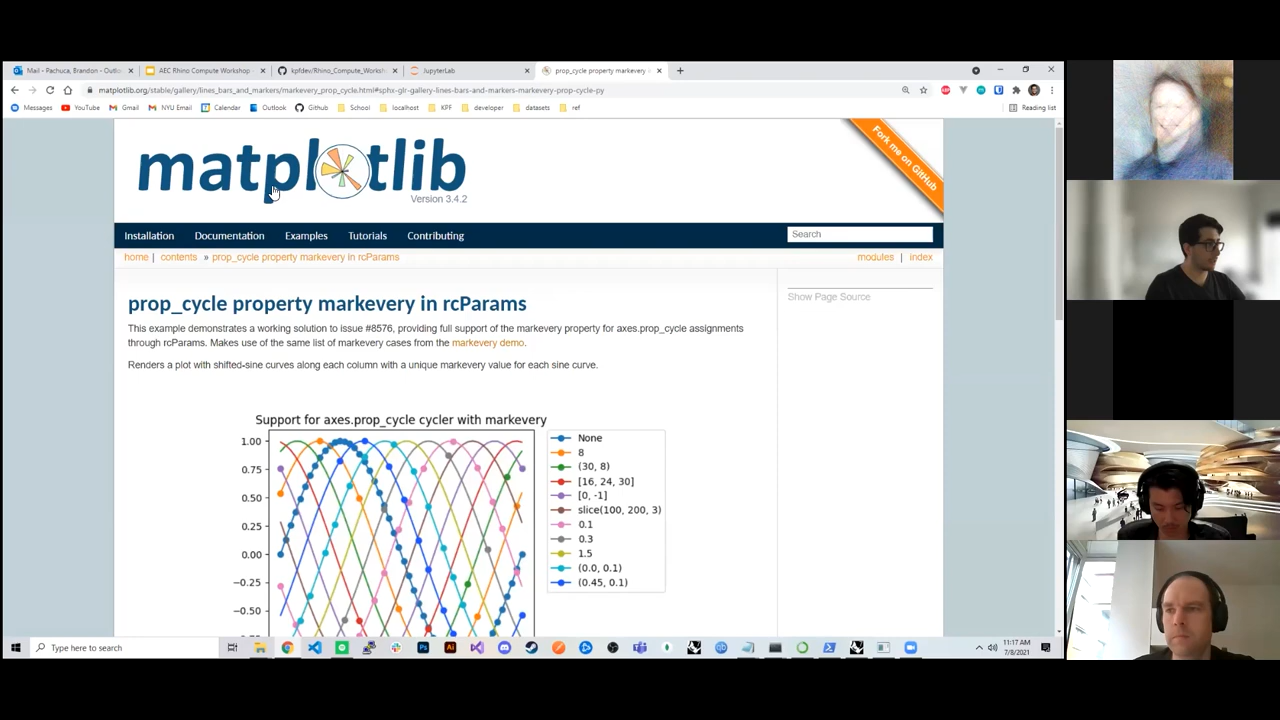 Mail - Pachuca, Brandon - Outlo
AEC Rhino Compute Workshop -
kpfdev/Rhino_Compute_Worksh
JupyterLab
prop_cycle property markevery i
matplotlib.org/stable/gallery/lines_bars_and_markers/markevery_prop_cycle.html#sphx-glr-gallery-lines-bars-and-markers-markevery-prop-cycle-py
Messages YouTube Gmail NYU Email Calendar Outlook Github School localhost KPF developer datasets ref Reading list
matplotlib
Version 3.4.2
Fork me on GitHub
Installation Documentation Examples Tutorials Contributing Search
home | contents » prop_cycle property markevery in rcParams modules | index
prop_cycle property markevery in rcParams
Show Page Source
This example demonstrates a working solution to issue #8576, providing full support of the markevery property for axes.prop_cycle assignments
through rcParams. Makes use of the same list of markevery cases from the markevery demo.
Renders a plot with shifted-sine curves along each column with a unique markevery value for each sine curve.
Support for axes.prop_cycle cycler with markevery
1.00
0.75
0.50
0.25
0.00
−0.25
−0.50
None
8
(30, 8)
[16, 24, 30]
[0, -1]
slice(100, 200, 3)
0.1
0.3
1.5
(0.0, 0.1)
(0.45, 0.1)
Type here to search
11:17 AM
7/8/2021